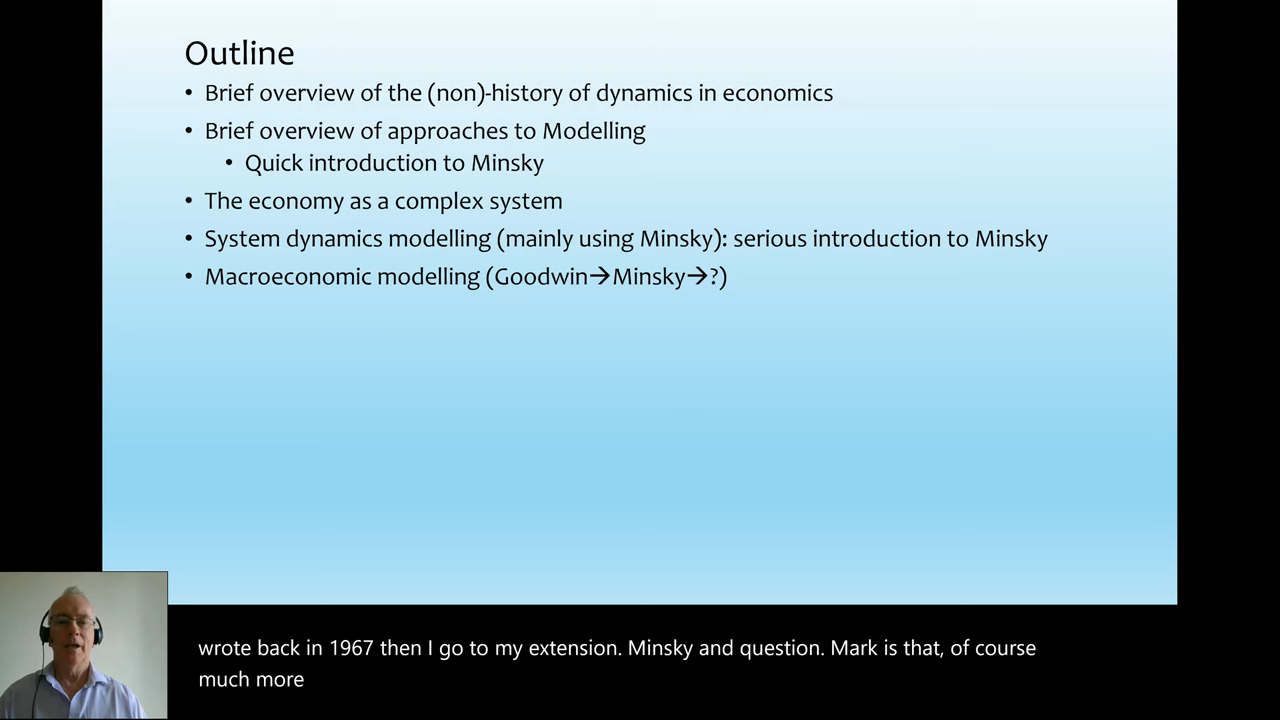 Outline
• Brief overview of the (non)-history of dynamics in economics
• Brief overview of approaches to Modelling
• Quick introduction to Minsky
• The economy as a complex system
• System dynamics modelling (mainly using Minsky): serious introduction to Minsky
• Macroeconomic modelling (Goodwin→Minsky→?)
wrote back in 1967 then I go to my extension. Minsky and question. Mark is that, of course
much more